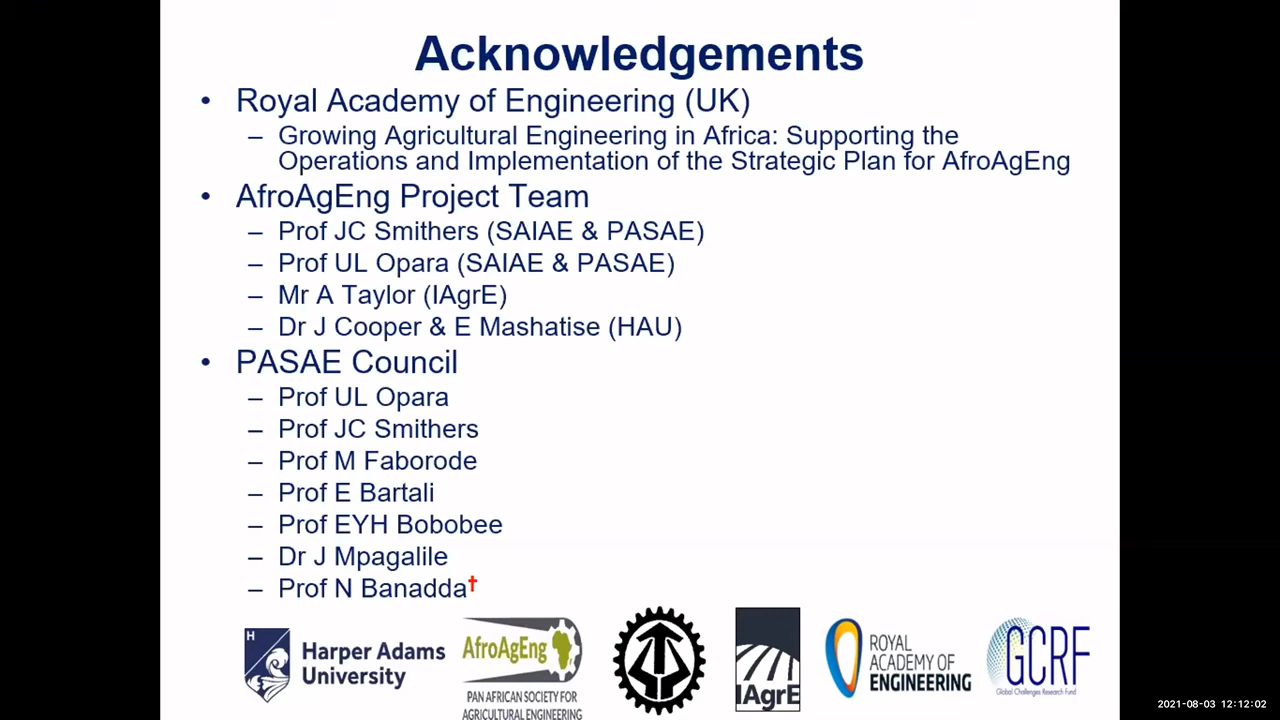 Acknowledgements
• Royal Academy of Engineering (UK)
– Growing Agricultural Engineering in Africa: Supporting the
Operations and Implementation of the Strategic Plan for AfroAgEng
• AfroAgEng Project Team
– Prof JC Smithers (SAIAE & PASAE)
– Prof UL Opara (SAIAE & PASAE)
– Mr A Taylor (IAgrE)
– Dr J Cooper & E Mashatise (HAU)
• PASAE Council
– Prof UL Opara
– Prof JC Smithers
– Prof M Faborode
– Prof E Bartali
– Prof EYH Bobobee
– Dr J Mpagalile
– Prof N Banadda†
H
Harper Adams
University
AfroAgEng
PAN AFRICAN SOCIETY FOR
AGRICULTURAL ENGINEERING
IAgrE
ROYAL
ACADEMY OF
ENGINEERING
GCRF
Global Challenges Research Fund
2021-08-03 12:12:02